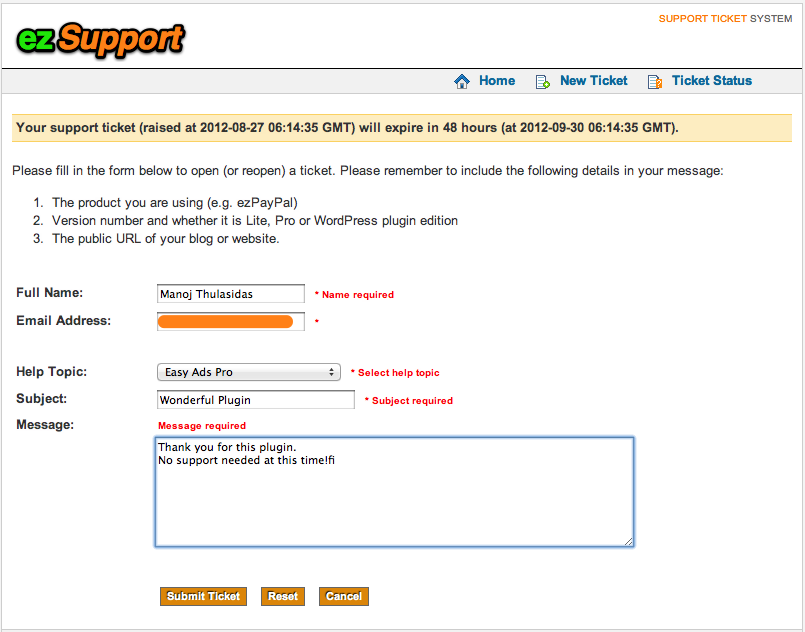 SUPPORT TICKET SYSTEM
ezSupport
Home New Ticket Ticket Status
Your support ticket (raised at 2012-08-27 06:14:35 GMT) will expire in 48 hours (at 2012-09-30 06:14:35 GMT).
Please fill in the form below to open (or reopen) a ticket. Please remember to include the following details in your message:
1. The product you are using (e.g. ezPayPal)
2. Version number and whether it is Lite, Pro or WordPress plugin edition
3. The public URL of your blog or website.
Full Name: Manoj Thulasidas * Name required
Email Address: *
Help Topic: Easy Ads Pro * Select help topic
Subject: Wonderful Plugin * Subject required
Message: Message required
Thank you for this plugin.
No support needed at this time!fi
Submit Ticket Reset Cancel